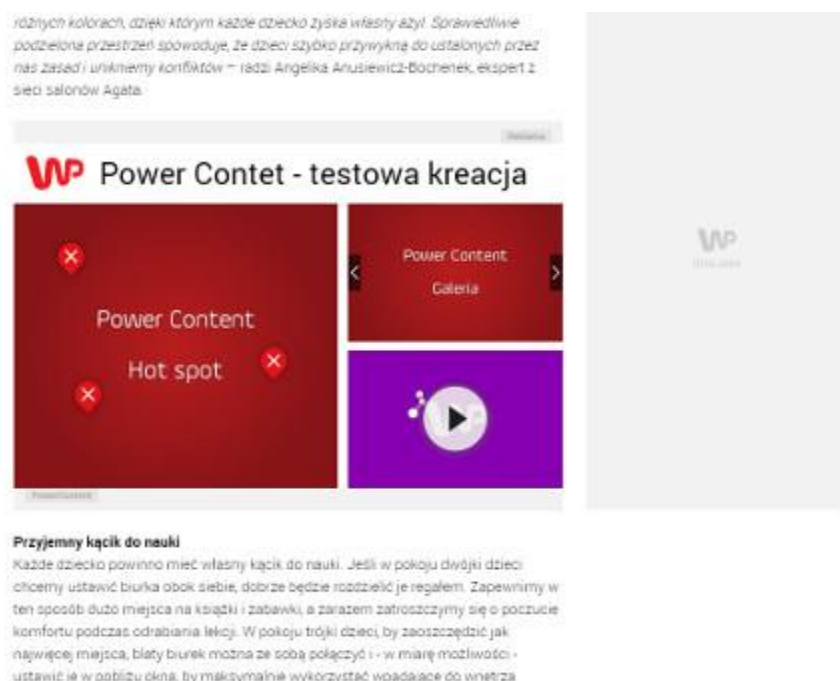 różnych kolorach, dzięki którym każde dziecko zyska własny azyl. Sprawiedliwie
podzielona przestrzeń spowoduje, że dzieci szybko przywykną do ustalonych przez
nas zasad i unikniemy konfliktów – radzi Angelika Anusiewicz-Bochenek, ekspert z
sieci salonów Agata.
Reklama
WP Power Contet - testowa kreacja
Power Content
Hot spot
Power Content
Galeria
WP
WP
PowerContent
Przyjemny kącik do nauki
Każde dziecko powinno mieć własny kącik do nauki. Jeśli w pokoju dwójki dzieci
chcemy ustawić biurka obok siebie, dobrze będzie rozdzielić je regałem. Zapewnimy w
ten sposób dużo miejsca na książki i zabawki, a zarazem zatroszczymy się o poczucie
komfortu podczas odrabiania lekcji. W pokoju trójki dzieci, by zaoszczędzić jak
najwięcej miejsca, blaty biurek można ze sobą połączyć i - w miarę możliwości -
ustawić je w pobliżu okna, by maksymalnie wykorzystać wpadające do wnętrza